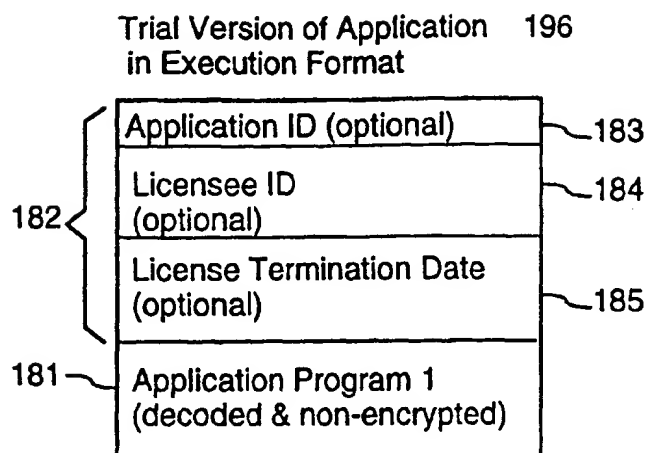 Trial Version of Application 196
in Execution Format
Application ID (optional) 183
Licensee ID 184
(optional)
182
License Termination Date
(optional) 185
181 Application Program 1
(decoded & non-encrypted)